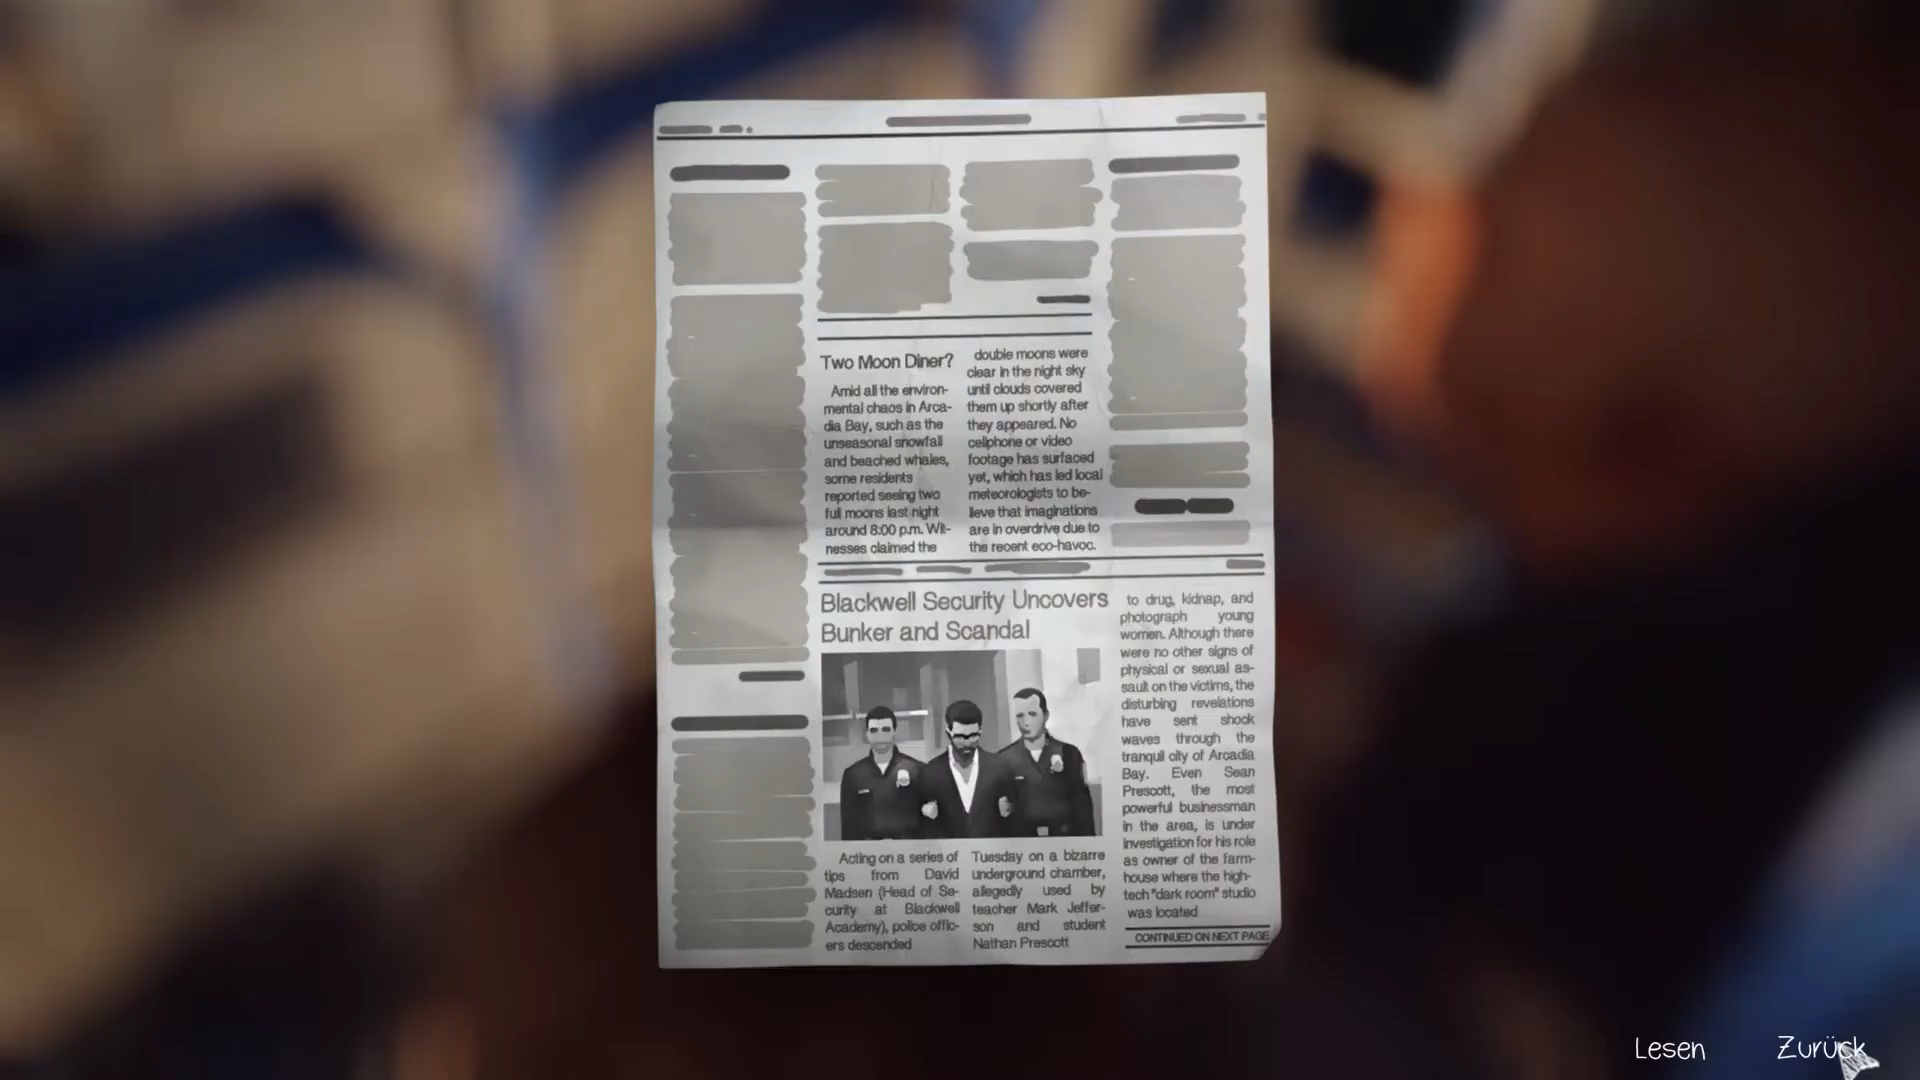 Two Moon Diner?
Amid all the environ-
mental chaos in Arca-
dia Bay, such as the
unseasonal snowfall
and beached whales,
some residents
reported seeing two
full moons last night
around 8:00 p.m. Wit-
nesses claimed the
double moons were
clear in the night sky
until clouds covered
them up shortly after
they appeared. No
cellphone or video
footage has surfaced
yet, which has led local
meteorologists to be-
lieve that imaginations
are in overdrive due to
the recent eco-havoc.
Blackwell Security Uncovers
Bunker and Scandal
Acting on a series of
tips from David
Madsen (Head of Se-
curity at Blackwell
Academy), police offic-
ers descended
Tuesday on a bizarre
underground chamber,
allegedly used by
teacher Mark Jeffer-
son and student
Nathan Prescott
to drug, kidnap, and
photograph young
women. Although there
were no other signs of
physical or sexual as-
sault on the victims, the
disturbing revelations
have sent shock
waves through the
tranquil city of Arcadia
Bay. Even Sean
Prescott, the most
powerful businessman
in the area, is under
investigation for his role
as owner of the farm-
house where the high-
tech "dark room" studio
was located
CONTINUED ON NEXT PAGE
Lesen
Zurück